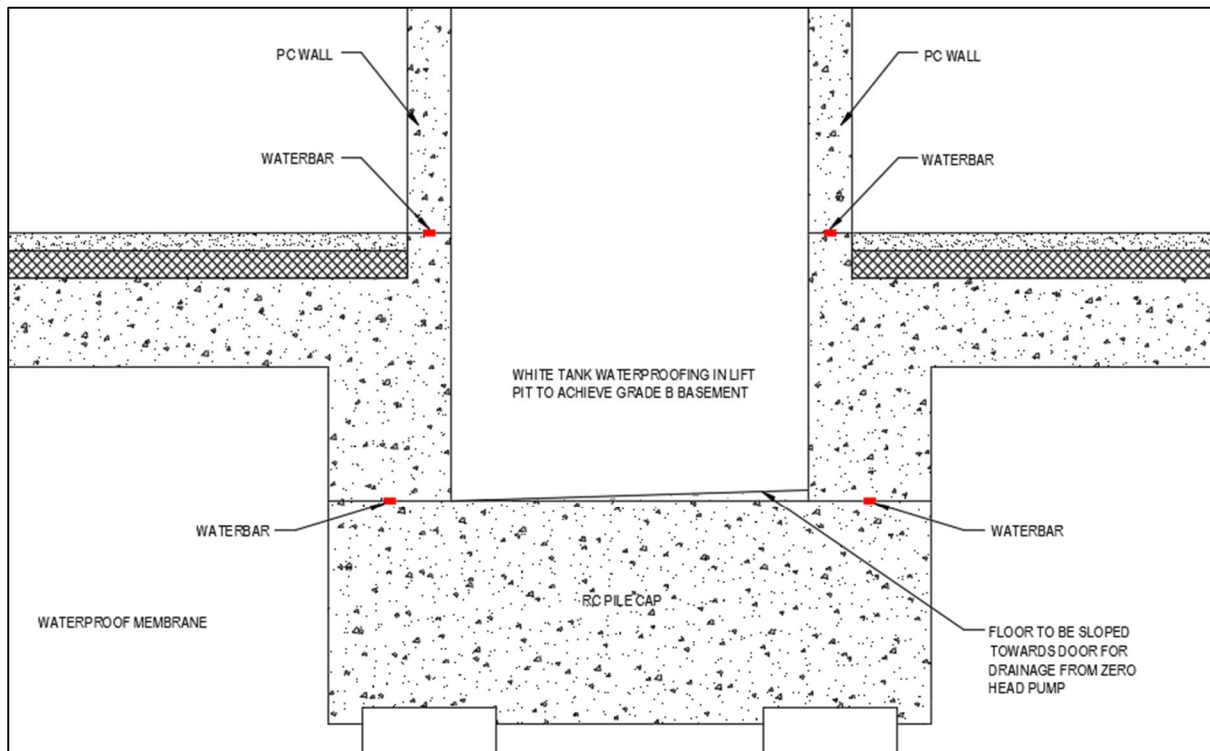 PC WALL
PC WALL
WATERBAR
WATERBAR
WHITE TANK WATERPROOFING IN LIFT
PIT TO ACHIEVE GRADE B BASEMENT
WATERBAR
WATERBAR
RC PILE CAP
WATERPROOF MEMBRANE
FLOOR TO BE SLOPED
TOWARDS DOOR FOR
DRAINAGE FROM ZERO
HEAD PUMP